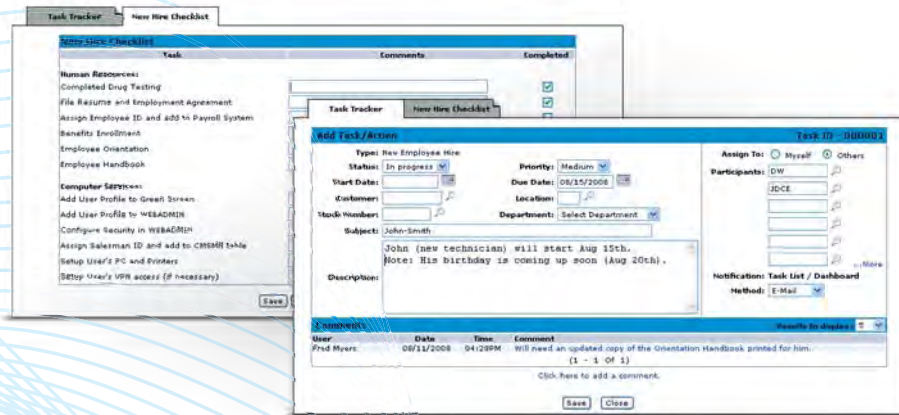 Task Tracker New Hire Checklist
New Hire Checklist
Task Comments Completed
Human Resources:
Completed Drug Testing
File Resume and Employment Agreement
Assign Employee ID and add to Payroll System
Benefits Enrollment
Employee Orientation
Employee Handbook
Computer Services:
Add User Profile to Green Screen
Add User Profile to WEBADMIN
Configure Security in WEBADMIN
Assign Salesman ID and add to CMSMN table
Setup User's PC and Printers
Setup User's VPN access (if necessary)
Save
Task Tracker New Hire Checklist
Add Task/Action Task ID - 000001
Type: New Employee Hire
Status: In progress Priority: Medium
Start Date: Due Date: 08/15/2008
Customer: Location:
Stock Number: Department: Select Department
Subject: John-Smith
Description: John (new technician) will start Aug 15th.
Note: His birthday is coming up soon (Aug 20th).
Assign To: Myself Others
Participants: DW
JDCE
...More
Notification: Task List / Dashboard
Method: E-Mail
Comments Results to display: 5
User Date Time Comment
Fred Myers 08/11/2008 04:28PM Will need an updated copy of the Orientation Handbook printed for him.
(1 - 1 Of 1)
Click here to add a comment.
Save Close